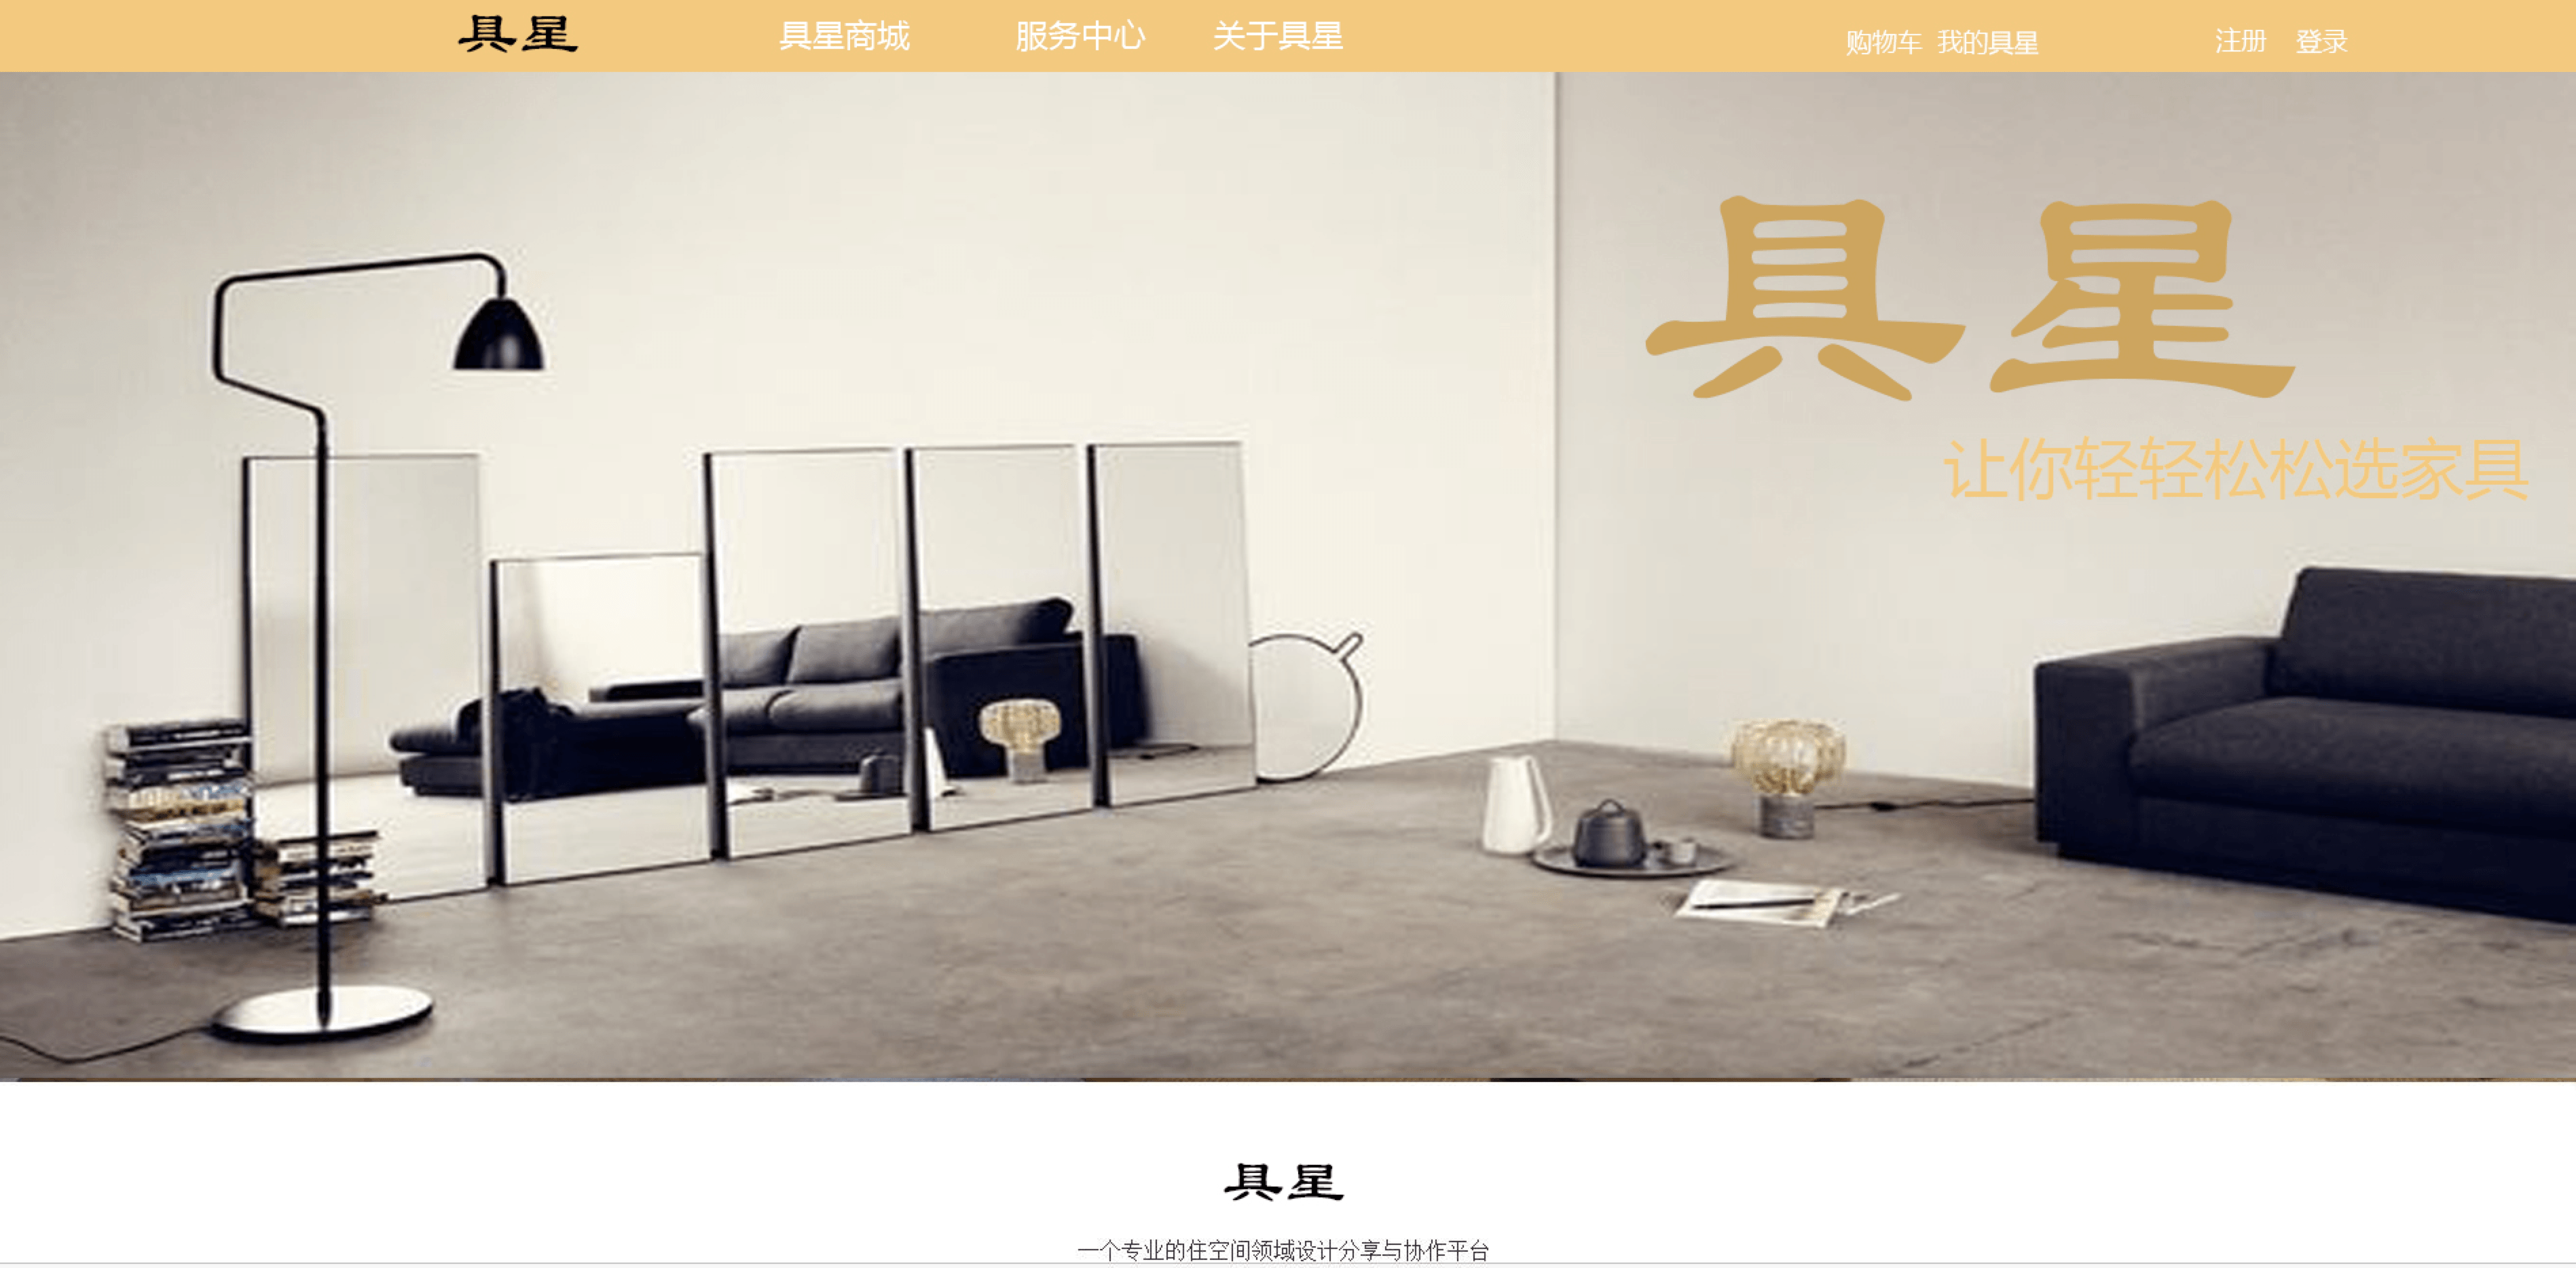 具星 具星商城 服务中心 关于具星 购物车 我的具星 注册 登录
具星
让你轻轻松松选家具
具星
一个专业的住空间领域设计分享与协作平台